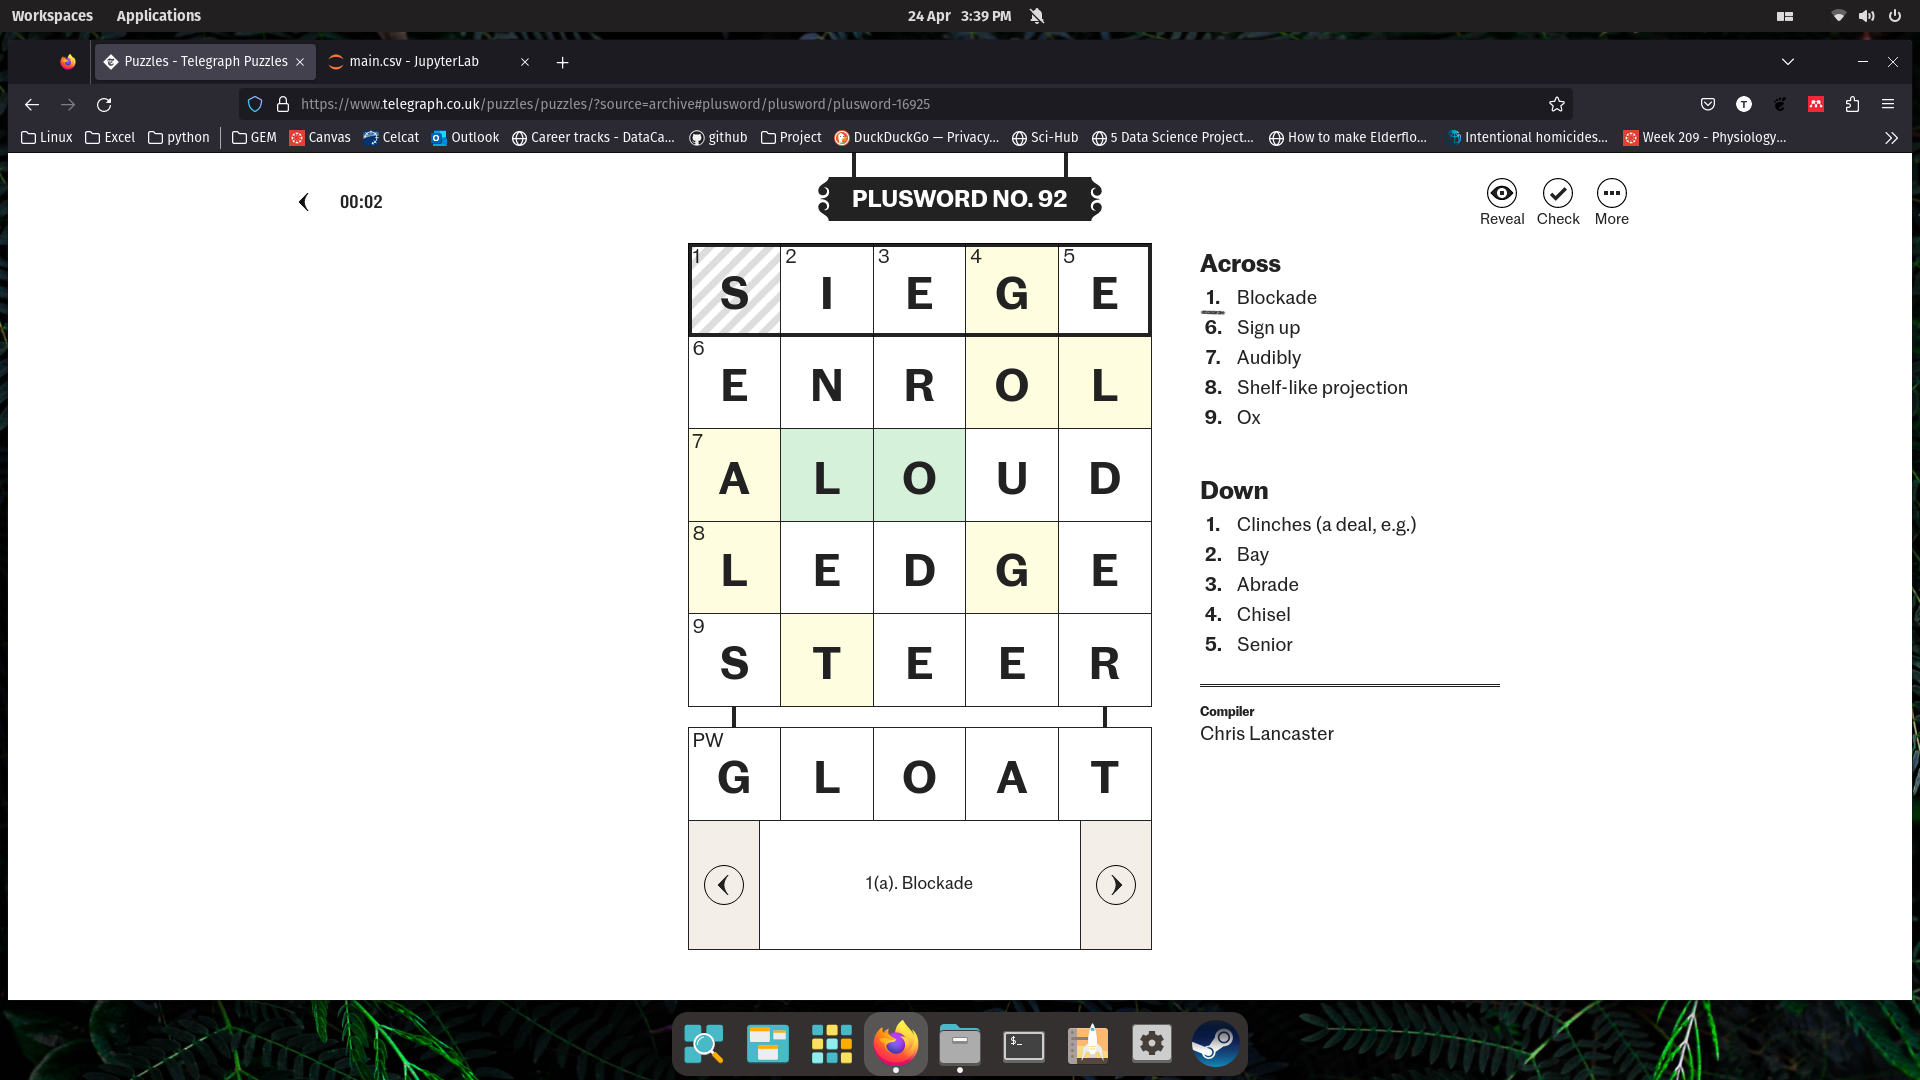 Workspaces Applications 24 Apr 3:39 PM
Puzzles - Telegraph Puzzles main.csv - JupyterLab
https://www.telegraph.co.uk/puzzles/puzzles/?source=archive#plusword/plusword/plusword-16925
Linux Excel python GEM Canvas Celcat Outlook Career tracks - DataCa... github Project DuckDuckGo — Privacy... Sci-Hub 5 Data Science Project... How to make Elderflo... Intentional homicides... Week 209 - Physiology...
00:02
PLUSWORD NO. 92
Reveal Check More
1 S 2 I 3 E 4 G 5 E
6 E N R O L
7 A L O U D
8 L E D G E
9 S T E E R
PW G L O A T
1(a). Blockade
Across
1. Blockade
6. Sign up
7. Audibly
8. Shelf-like projection
9. Ox
Down
1. Clinches (a deal, e.g.)
2. Bay
3. Abrade
4. Chisel
5. Senior
Compiler
Chris Lancaster